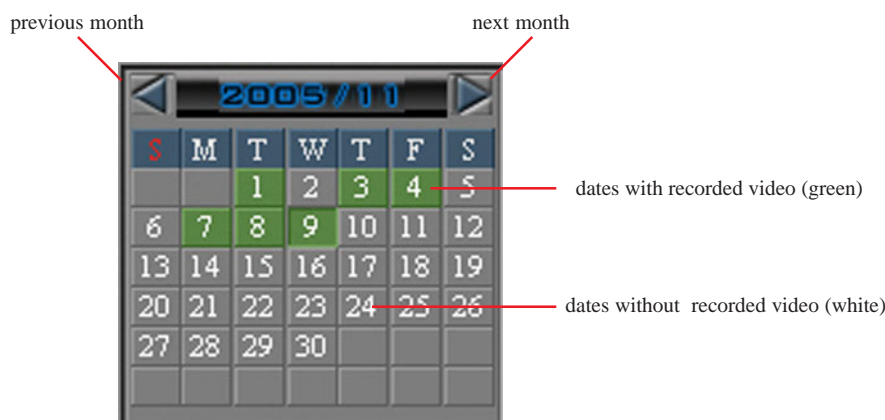 previous month
next month
2005/11
S M T W T F S
1 2 3 4 5
dates with recorded video (green)
6 7 8 9 10 11 12
13 14 15 16 17 18 19
20 21 22 23 24 25 26
dates without recorded video (white)
27 28 29 30